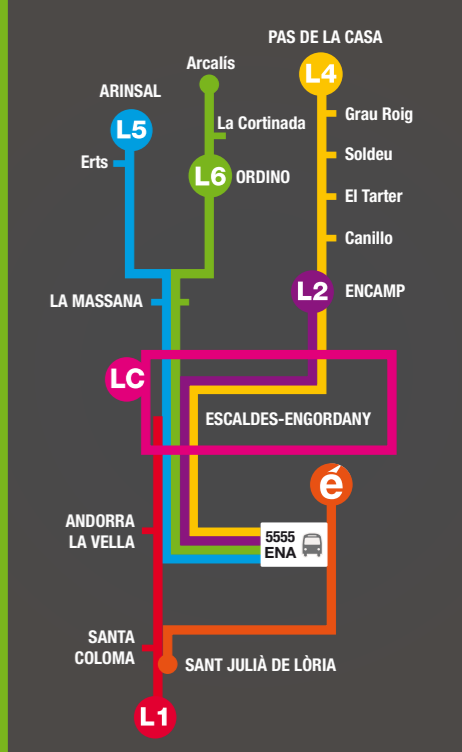 PAS DE LA CASA
Arcalís
L4
ARINSAL
Grau Roig
L5
La Cortinada
Erts
Soldeu
L6
ORDINO
El Tarter
Canillo
L2
ENCAMP
LA MASSANA
LC
ESCALDES-ENGORDANY
é
ANDORRA
LA VELLA
5555
ENA
SANTA
COLOMA
SANT JULIÀ DE LÒRIA
L1